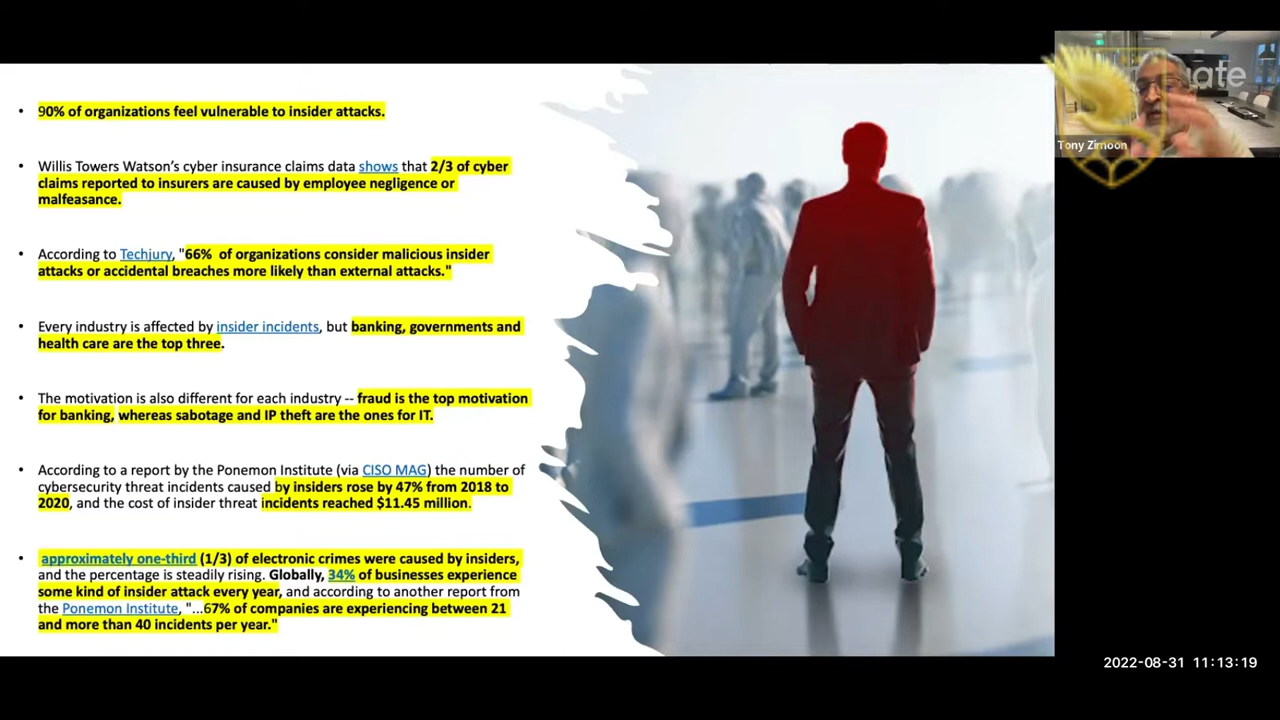 • 90% of organizations feel vulnerable to insider attacks.
• Willis Towers Watson's cyber insurance claims data shows that 2/3 of cyber
claims reported to insurers are caused by employee negligence or
malfeasance.
• According to Techjury, "66% of organizations consider malicious insider
attacks or accidental breaches more likely than external attacks."
• Every industry is affected by insider incidents, but banking, governments and
health care are the top three.
• The motivation is also different for each industry -- fraud is the top motivation
for banking, whereas sabotage and IP theft are the ones for IT.
• According to a report by the Ponemon Institute (via CISO MAG) the number of
cybersecurity threat incidents caused by insiders rose by 47% from 2018 to
2020, and the cost of insider threat incidents reached $11.45 million.
• approximately one-third (1/3) of electronic crimes were caused by insiders,
and the percentage is steadily rising. Globally, 34% of businesses experience
some kind of insider attack every year, and according to another report from
the Ponemon Institute, "...67% of companies are experiencing between 21
and more than 40 incidents per year."
Tony Zimoon
2022-08-31 11:13:19